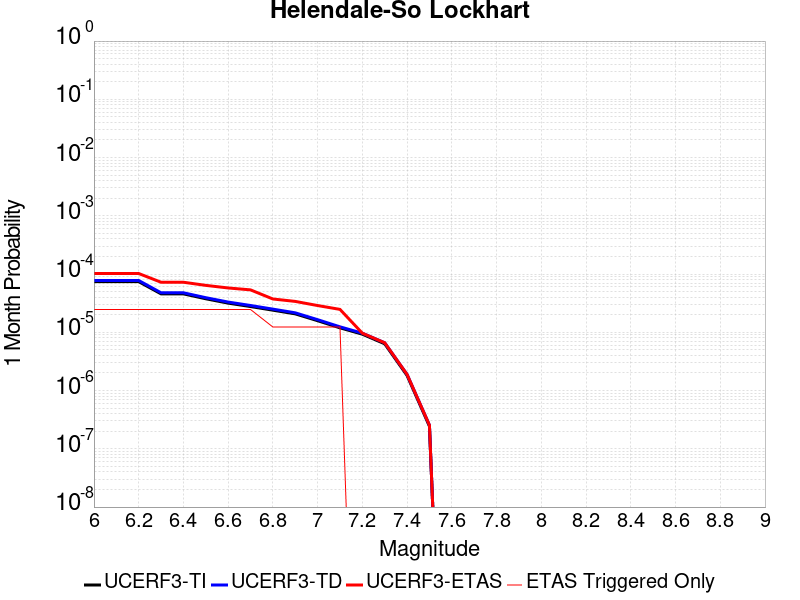 Helendale-So Lockhart
10^0
10^-1
10^-2
10^-3
10^-4
10^-5
10^-6
10^-7
10^-8
1 Month Probability
6 6.2 6.4 6.6 6.8 7 7.2 7.4 7.6 7.8 8 8.2 8.4 8.6 8.8 9
Magnitude
UCERF3-TI UCERF3-TD UCERF3-ETAS ETAS Triggered Only